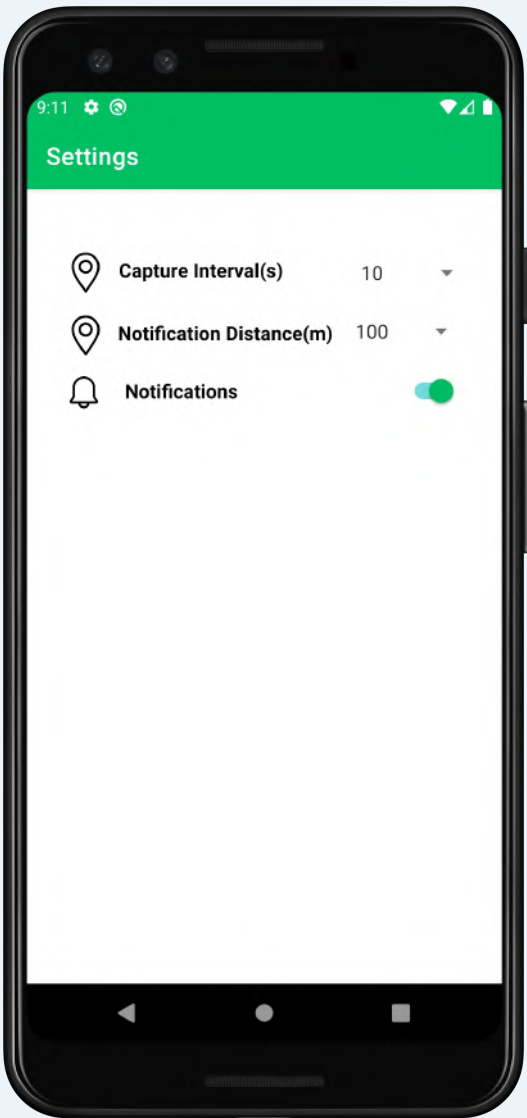 9:11
Settings
Capture Interval(s) 10
Notification Distance(m) 100
Notifications